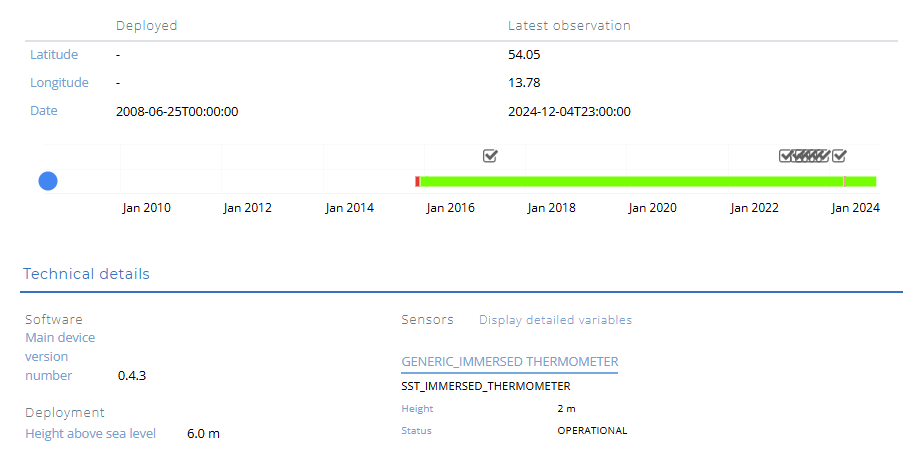 Deployed Latest observation
Latitude - 54.05
Longitude - 13.78
Date 2008-06-25T00:00:00 2024-12-04T23:00:00
Jan 2010 Jan 2012 Jan 2014 Jan 2016 Jan 2018 Jan 2020 Jan 2022 Jan 2024
Technical details
Software
Main device
version
number 0.4.3
Deployment
Height above sea level 6.0 m
Sensors Display detailed variables
GENERIC_IMMERSED THERMOMETER
SST_IMMERSED_THERMOMETER
Height 2 m
Status OPERATIONAL